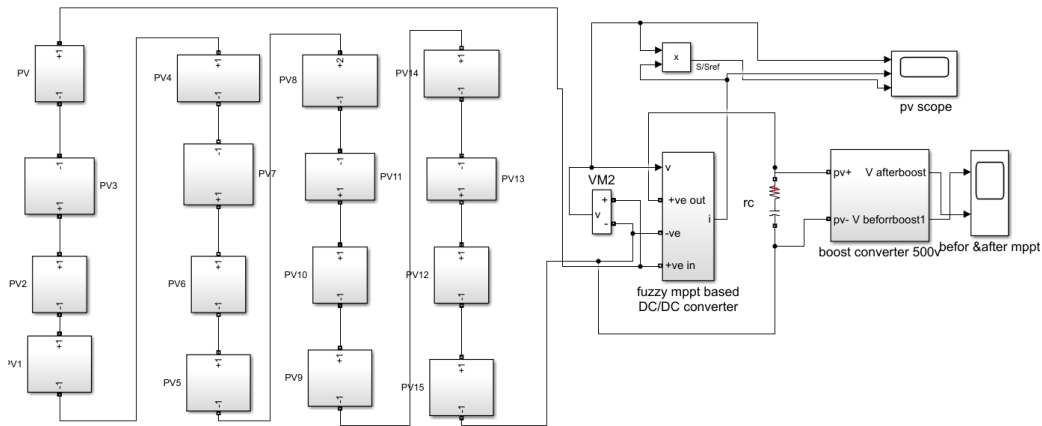 PV
+1
-1
PV3
-1
+1
PV2
+1
-1
PV1
+1
-1
PV4
+1
-1
PV7
-1
+1
PV6
+1
-1
PV5
+1
-1
PV8
+2
-1
PV11
-1
+1
PV10
+1
-1
PV9
+1
-1
PV14
+1
-1
PV13
-1
+1
PV12
+1
-1
PV15
+1
-1
x
S/Sref
pv scope
VM2
+
v
-
v
+ve out
-ve
+ve in
i
fuzzy mppt based
DC/DC converter
rc
pv+
V afterboost
pv-
V beforrboost1
boost converter 500v
befor &after mppt